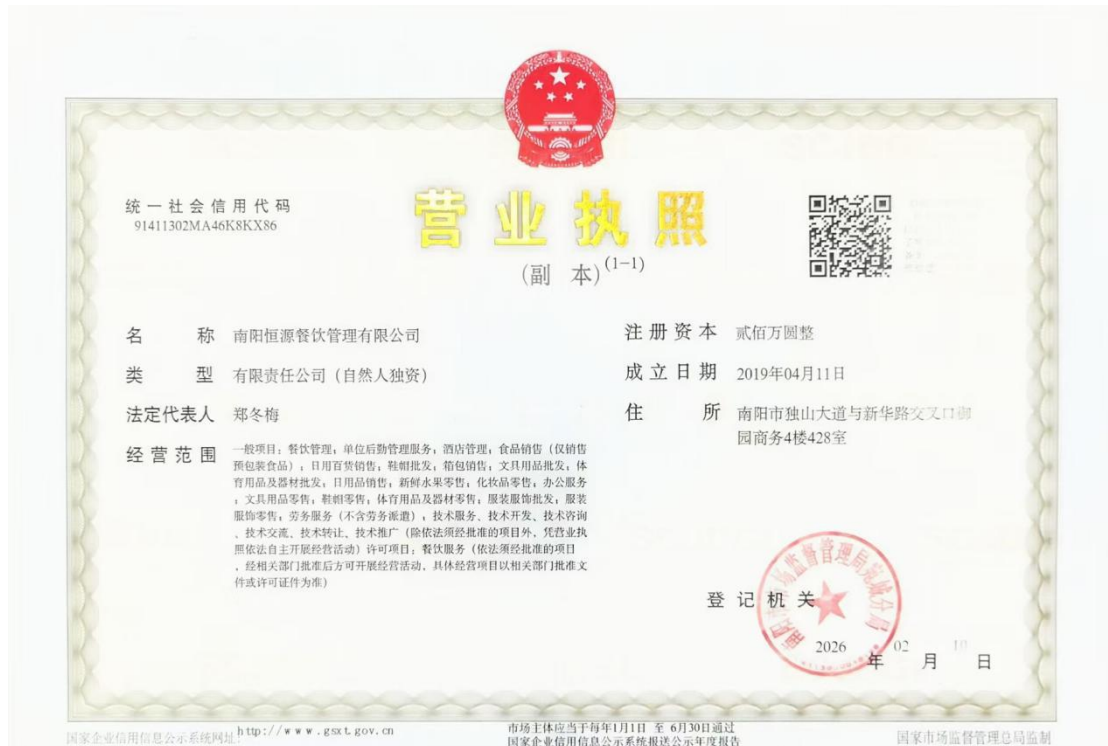 统一社会信用代码
91411302MA46K8KX86
营业执照
(副 本)(1-1)
名 称 南阳恒源餐饮管理有限公司
类 型 有限责任公司（自然人独资）
法定代表人 郑冬梅
经营范围 一般项目：餐饮管理；单位后勤管理服务；酒店管理；食品销售（仅销售
预包装食品）；日用百货销售；鞋帽批发；箱包销售；文具用品批发；体
育用品及器材批发；日用品销售；新鲜水果零售；化妆品零售；办公服务
；文具用品零售；鞋帽零售；体育用品及器材零售；服装服饰批发；服装
服饰零售；劳务服务（不含劳务派遣）；技术服务、技术开发、技术咨询
、技术交流、技术转让、技术推广（除依法须经批准的项目外，凭营业执
照依法自主开展经营活动）许可项目：餐饮服务（依法须经批准的项目
，经相关部门批准后方可开展经营活动，具体经营项目以相关部门批准文
件或许可证件为准）
注册资本 贰佰万圆整
成立日期 2019年04月11日
住 所 南阳市独山大道与新华路交叉口御
园商务4楼428室
登记机关
南阳市市场监督管理局宛城分局
2026 年 02 月 10 日
国家企业信用信息公示系统网址：http://www.gsxt.gov.cn
市场主体应当于每年1月1日 至 6月30日通过
国家企业信用信息公示系统报送公示年度报告
国家市场监督管理总局监制